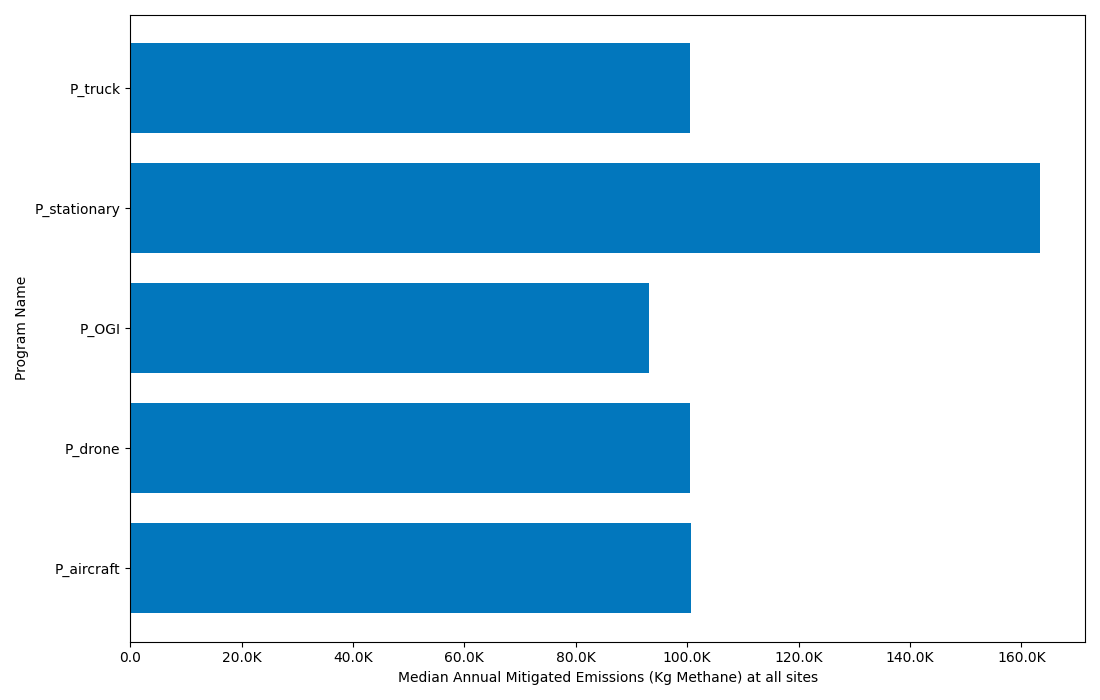 Program Name
P_truck
P_stationary
P_OGI
P_drone
P_aircraft
0.0 20.0K 40.0K 60.0K 80.0K 100.0K 120.0K 140.0K 160.0K
Median Annual Mitigated Emissions (Kg Methane) at all sites